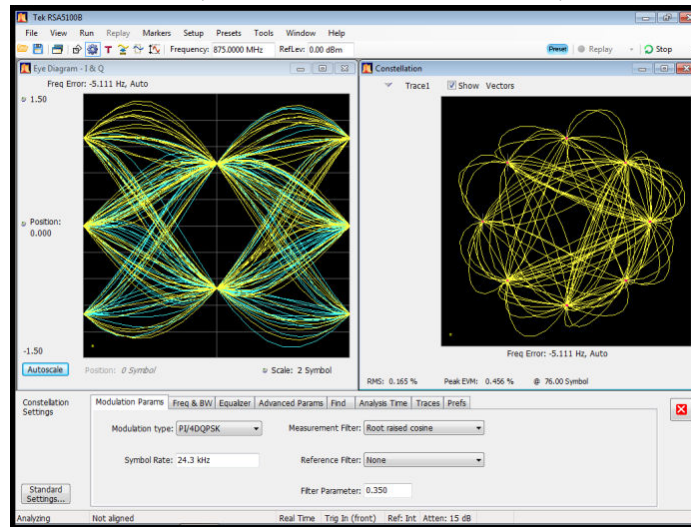 Tek RSA5100B
File View Run Replay Markers Setup Presets Tools Window Help
T Frequency: 875.0000 MHz RefLev: 0.00 dBm Preset Replay Stop
Eye Diagram - I & Q
Freq Error: -5.111 Hz, Auto
1.50
Position:
0.000
-1.50
Autoscale Position: 0 Symbol Scale: 2 Symbol
Constellation
Trace1 Show Vectors
Freq Error: -5.111 Hz, Auto
RMS: 0.165 % Peak EVM: 0.456 % @ 76.00 Symbol
Constellation
Settings
Modulation Params Freq & BW Equalizer Advanced Params Find Analysis Time Traces Prefs
Modulation type: PI/4DQPSK Measurement Filter: Root raised cosine
Symbol Rate: 24.3 kHz Reference Filter: None
Filter Parameter: 0.350
Standard
Settings...
Analyzing Not aligned Real Time Trig In (front) Ref: Int Atten: 15 dB